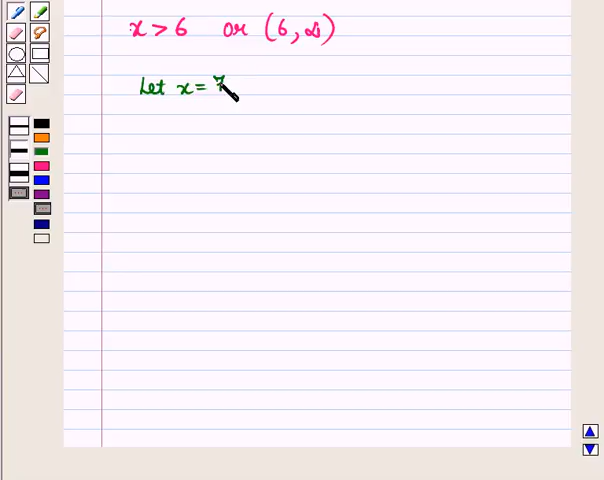 x > 6 or (6, ∞)
Let x = 7